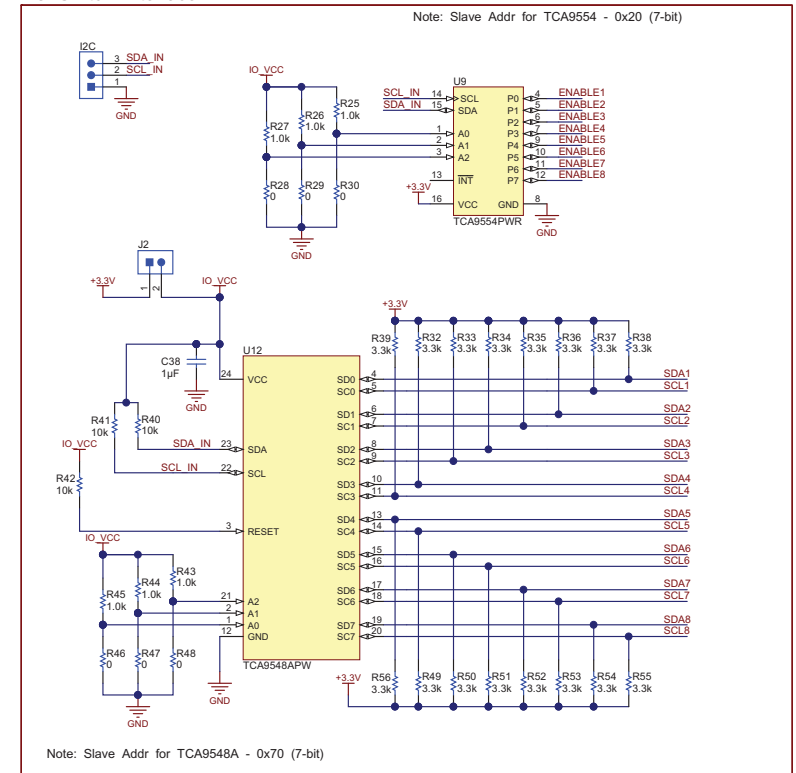 Note: Slave Addr for TCA9554 - 0x20 (7-bit)
I2C
3 SDA_IN
2 SCL_IN
1
GND
IO_VCC
R27
1.0k
R26
1.0k
R25
1.0k
R28
0
R29
0
R30
0
GND
U9
SCL_IN 14 SCL P0 4 ENABLE1
SDA_IN 15 SDA P1 5 ENABLE2
P2 6 ENABLE3
1 A0 P3 7 ENABLE4
2 A1 P4 9 ENABLE5
3 A2 P5 10 ENABLE6
P6 11 ENABLE7
13 INT P7 12 ENABLE8
+3.3V
16 VCC GND 8
TCA9554PWR
GND
J2
+3.3V
1
2
IO_VCC
C38
1µF
GND
R41
10k
R40
10k
SDA_IN
SCL_IN
IO_VCC
R42
10k
IO_VCC
R45
1.0k
R44
1.0k
R43
1.0k
R46
0
R47
0
R48
0
GND
GND
U12
24 VCC
23 SDA
22 SCL
3 RESET
21 A2
2 A1
1 A0
12 GND
TCA9548APW
+3.3V
R39
3.3k
R32
3.3k
R33
3.3k
R34
3.3k
R35
3.3k
R36
3.3k
R37
3.3k
R38
3.3k
SD0 4 SDA1
SC0 5 SCL1
SD1 6 SDA2
SC1 7 SCL2
SD2 8 SDA3
SC2 9 SCL3
SD3 10 SDA4
SC3 11 SCL4
SD4 13 SDA5
SC4 14 SCL5
SD5 15 SDA6
SC5 16 SCL6
SD6 17 SDA7
SC6 18 SCL7
SD7 19 SDA8
SC7 20 SCL8
+3.3V
R56
3.3k
R49
3.3k
R50
3.3k
R51
3.3k
R52
3.3k
R53
3.3k
R54
3.3k
R55
3.3k
Note: Slave Addr for TCA9548A - 0x70 (7-bit)